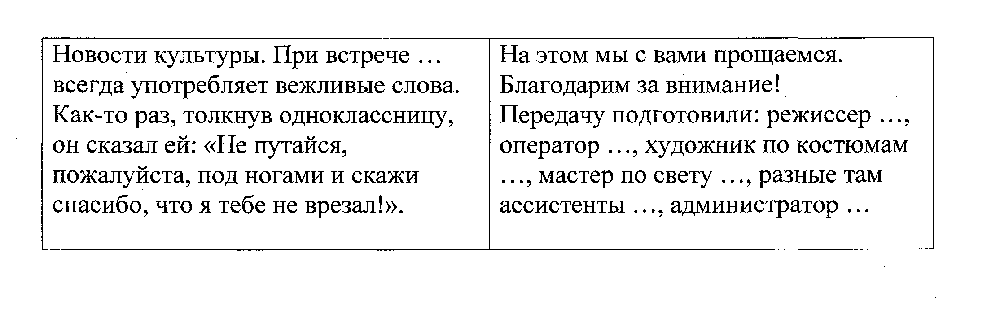 Новости культуры. При встрече …
всегда употребляет вежливые слова.
Как-то раз, толкнув одноклассницу,
он сказал ей: «Не путайся,
пожалуйста, под ногами и скажи
спасибо, что я тебе не врезал!».
На этом мы с вами прощаемся.
Благодарим за внимание!
Передачу подготовили: режиссер …,
оператор …, художник по костюмам
…, мастер по свету …, разные там
ассистенты …, администратор …